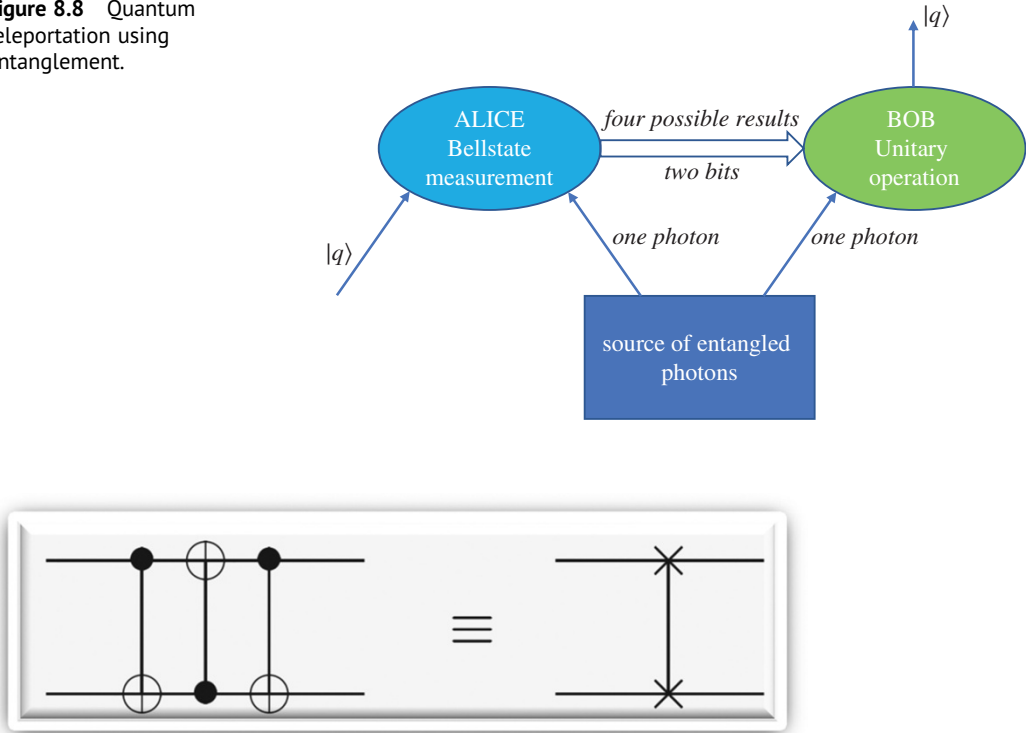 igure 8.8 Quantum
eleportation using
ntanglement.
|q⟩
ALICE
Bellstate
measurement
four possible results
two bits
BOB
Unitary
operation
|q⟩
one photon
one photon
source of entangled
photons
≡